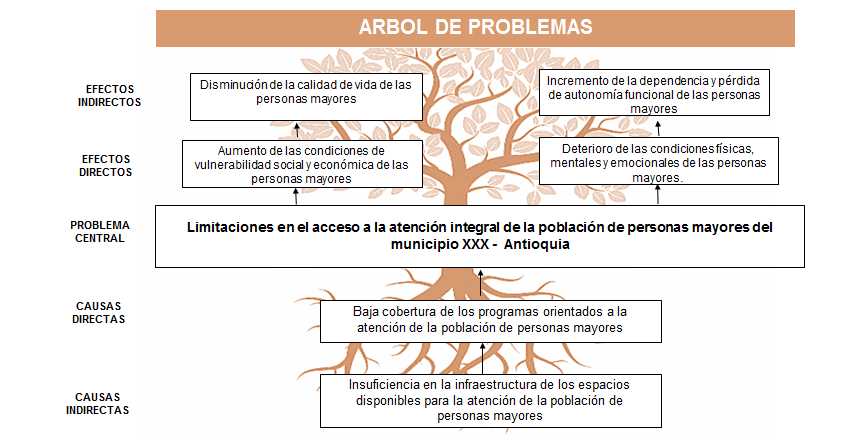 ARBOL DE PROBLEMAS
EFECTOS
INDIRECTOS
Disminución de la calidad de vida de las
personas mayores
Incremento de la dependencia y pérdida
de autonomía funcional de las personas
mayores
EFECTOS
DIRECTOS
Aumento de las condiciones de
vulnerabilidad social y económica de las
personas mayores
Deterioro de las condiciones físicas,
mentales y emocionales de las personas
mayores.
PROBLEMA
CENTRAL
Limitaciones en el acceso a la atención integral de la población de personas mayores del
municipio XXX - Antioquia
CAUSAS
DIRECTAS
Baja cobertura de los programas orientados a la
atención de la población de personas mayores
CAUSAS
INDIRECTAS
Insuficiencia en la infraestructura de los espacios
disponibles para la atención de la población de
personas mayores